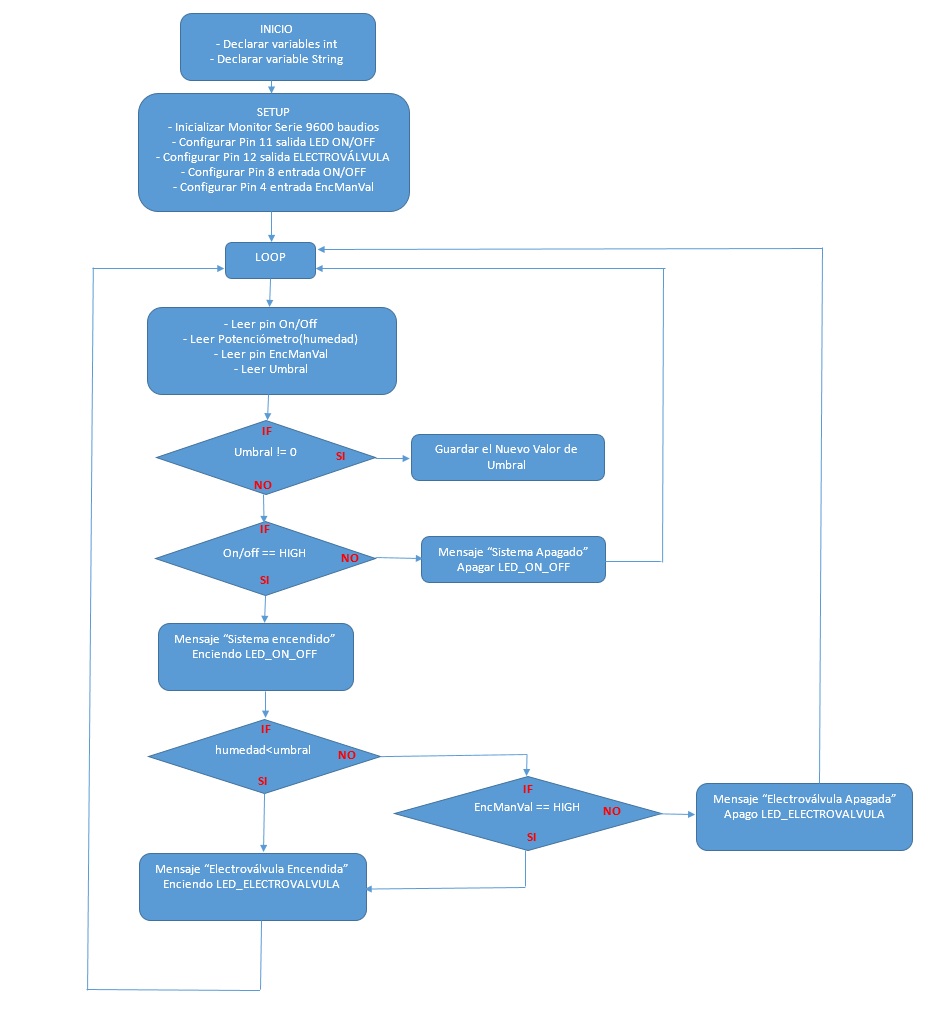 INICIO
- Declarar variables int
- Declarar variable String
SETUP
- Inicializar Monitor Serie 9600 baudios
- Configurar Pin 11 salida LED ON/OFF
- Configurar Pin 12 salida ELECTROVÁLVULA
- Configurar Pin 8 entrada ON/OFF
- Configurar Pin 4 entrada EncManVal
LOOP
- Leer pin On/Off
- Leer Potenciómetro(humedad)
- Leer pin EncManVal
- Leer Umbral
IF
Umbral != 0
SI
NO
Guardar el Nuevo Valor de
Umbral
IF
On/off == HIGH
NO
SI
Mensaje “Sistema Apagado”
Apagar LED_ON_OFF
Mensaje “Sistema encendido”
Enciendo LED_ON_OFF
IF
humedad<umbral
NO
SI
IF
EncManVal == HIGH
NO
SI
Mensaje “Electroválvula Apagada”
Apago LED_ELECTROVALVULA
Mensaje “Electroválvula Encendida”
Enciendo LED_ELECTROVALVULA